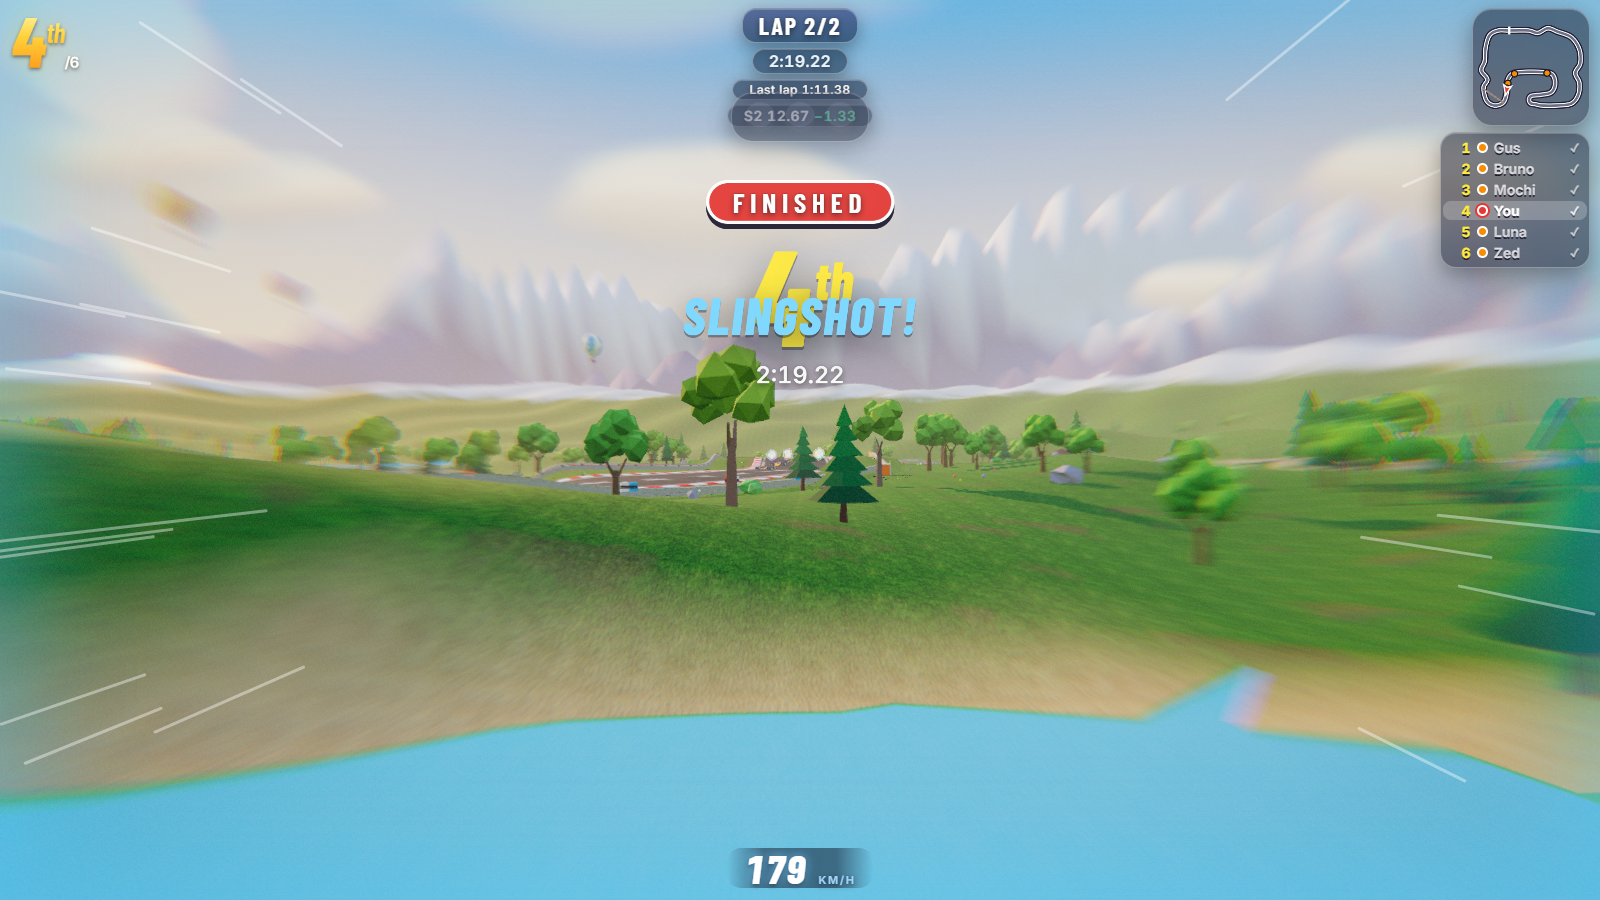 4th
/6
LAP 2/2
2:19.22
Last lap 1:11.38
S2 12.67 −1.33
1 Gus ✓
2 Bruno ✓
3 Mochi ✓
4 You ✓
5 Luna ✓
6 Zed ✓
FINISHED
4th
SLINGSHOT!
2:19.22
179 KM/H